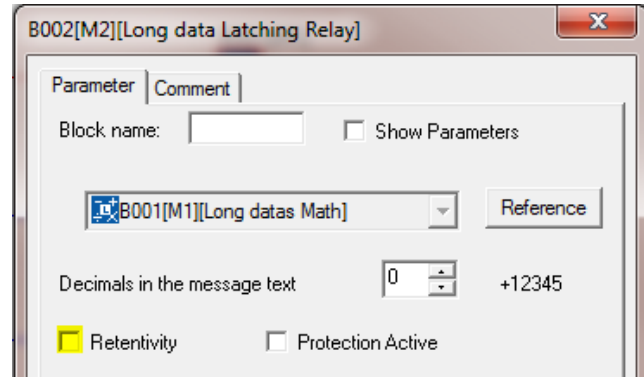 B002[M2][Long data Latching Relay]
Parameter Comment
Block name: Show Parameters
B001[M1][Long datas Math] Reference
Decimals in the message text 0 +12345
Retentivity Protection Active